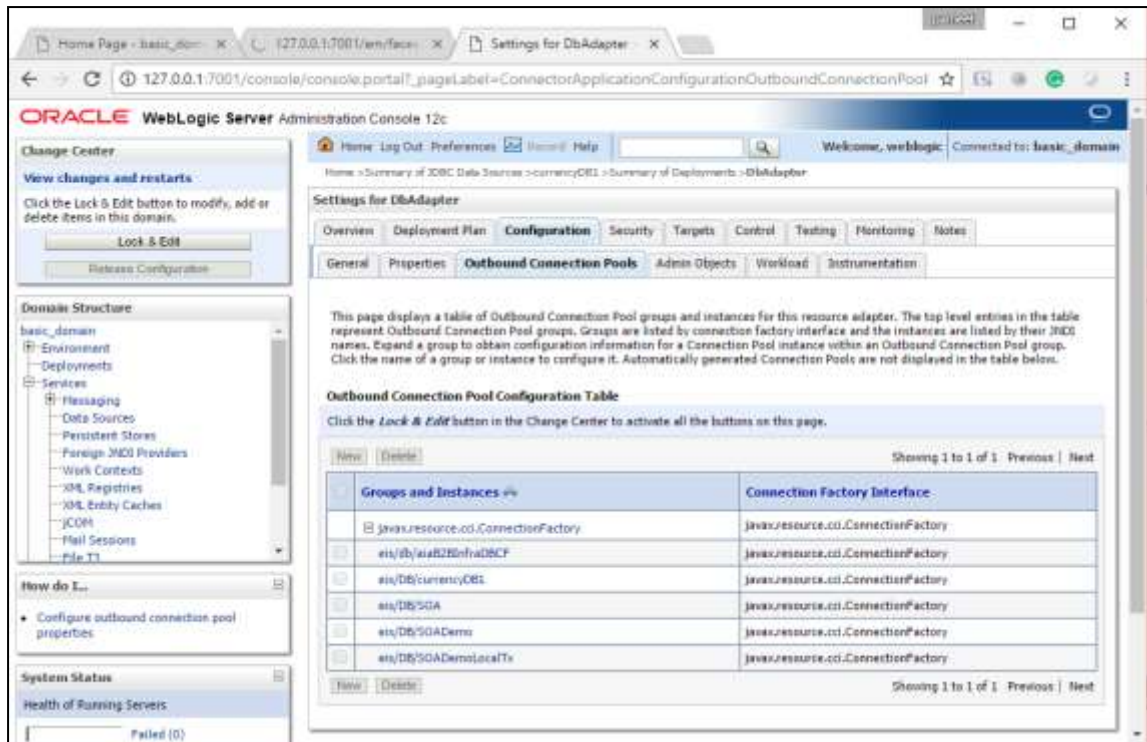 Home Page - basic_dom
127.0.0.1:7001/em/face
Settings for DbAdapter
127.0.0.1:7001/console/console.portal?_pageLabel=ConnectorApplicationConfigurationOutboundConnectionPool
ORACLE WebLogic Server Administration Console 12c
Change Center
View changes and restarts
Click the Lock & Edit button to modify, add or
delete items in this domain.
Lock & Edit
Release Configuration
Domain Structure
basic_domain
Environment
Deployments
Services
Messaging
Data Sources
Persistent Stores
Foreign JNDI Providers
Work Contexts
XML Registries
XML Entity Caches
jCOM
Mail Sessions
File T3
How do I...
Configure outbound connection pool
properties
System Status
Health of Running Servers
Failed (0)
Home Log Out Preferences Record Help
Welcome, weblogic Connected to: basic_domain
Home >Summary of JDBC Data Sources >currencyDB1 >Summary of Deployments >DbAdapter
Settings for DbAdapter
Overview Deployment Plan Configuration Security Targets Control Testing Monitoring Notes
General Properties Outbound Connection Pools Admin Objects Workload Instrumentation
This page displays a table of Outbound Connection Pool groups and instances for this resource adapter. The top level entries in the table
represent Outbound Connection Pool groups. Groups are listed by connection factory interface and the instances are listed by their JNDI
names. Expand a group to obtain configuration information for a Connection Pool instance within an Outbound Connection Pool group.
Click the name of a group or instance to configure it. Automatically generated Connection Pools are not displayed in the table below.
Outbound Connection Pool Configuration Table
Click the Lock & Edit button in the Change Center to activate all the buttons on this page.
New Delete Showing 1 to 1 of 1 Previous | Next
Groups and Instances Connection Factory Interface
javax.resource.cci.ConnectionFactory javax.resource.cci.ConnectionFactory
eis/db/aiaB2BInfraDBCF javax.resource.cci.ConnectionFactory
eis/DB/currencyDB1 javax.resource.cci.ConnectionFactory
eis/DB/SOA javax.resource.cci.ConnectionFactory
eis/DB/SOADemo javax.resource.cci.ConnectionFactory
eis/DB/SOADemoLocalTx javax.resource.cci.ConnectionFactory
New Delete Showing 1 to 1 of 1 Previous | Next